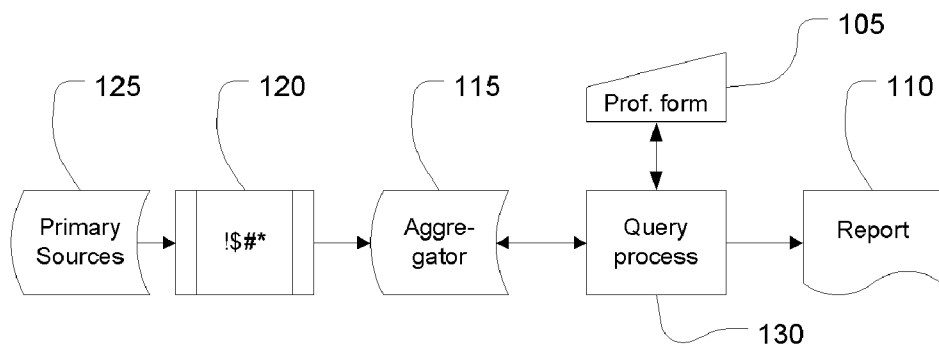 105
125
120
115
110
Prof. form
Primary
Sources
!$#*
Aggre-
gator
Query
process
Report
130